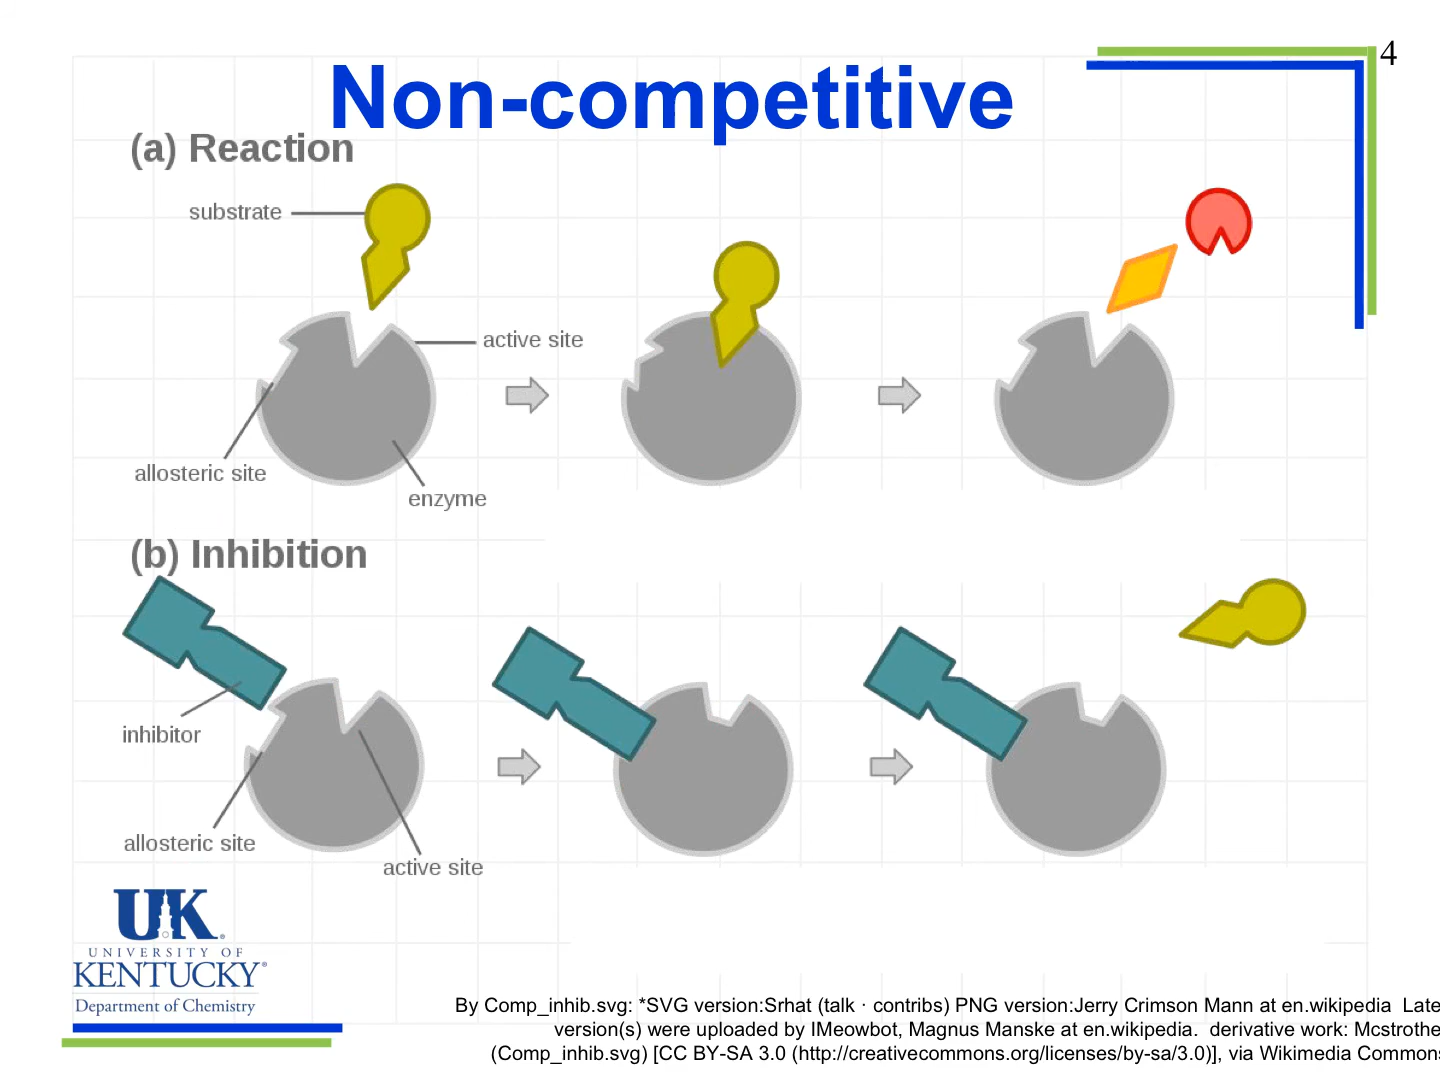 4
Non-competitive
(a) Reaction
substrate
active site
allosteric site
enzyme
(b) Inhibition
inhibitor
allosteric site
active site
UK
UNIVERSITY OF
KENTUCKY®
Department of Chemistry
By Comp_inhib.svg: *SVG version:Srhat (talk · contribs) PNG version:Jerry Crimson Mann at en.wikipedia Late
version(s) were uploaded by IMeowbot, Magnus Manske at en.wikipedia. derivative work: Mcstrothe
(Comp_inhib.svg) [CC BY-SA 3.0 (http://creativecommons.org/licenses/by-sa/3.0)], via Wikimedia Commons